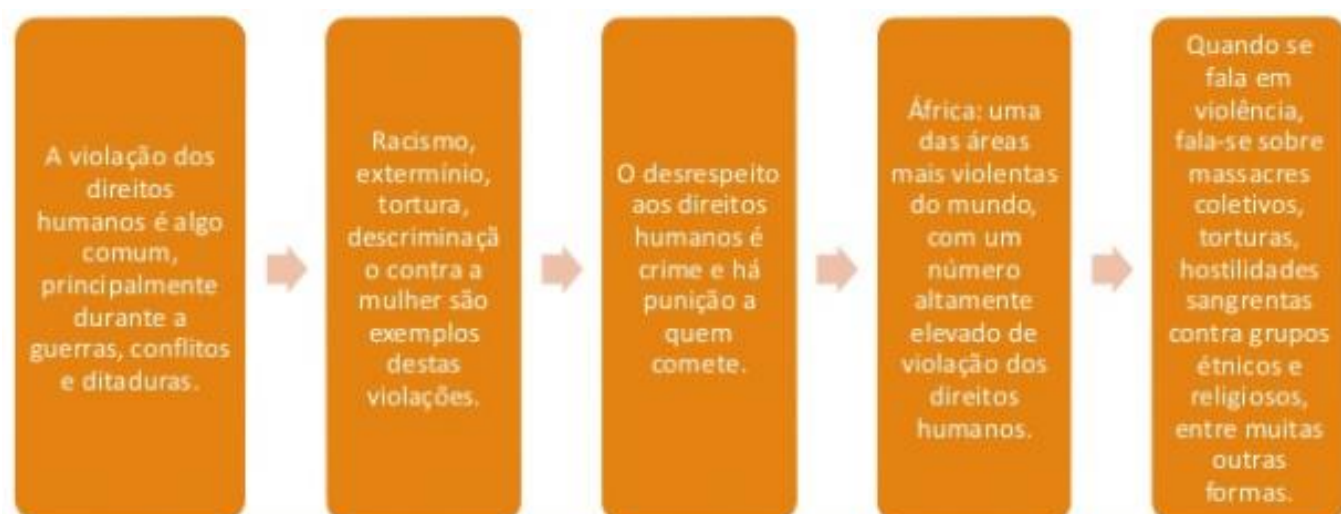 A violação dos
direitos
humanos é algo
comum,
principalmente
durante a
guerras, conflitos
e ditaduras.
Racismo,
extermínio,
tortura,
descriminaçã
o contra a
mulher são
exemplos
destas
violações.
O desrespeito
aos direitos
humanos é
crime e há
punição a
quem
comete.
África: uma
das áreas
mais violentas
do mundo,
com um
número
altamente
elevado de
violação dos
direitos
humanos.
Quando se
fala em
violência,
fala-se sobre
massacres
coletivos,
torturas,
hostilidades
sangrentas
contra grupos
étnicos e
religiosos,
entre muitas
outras
formas.